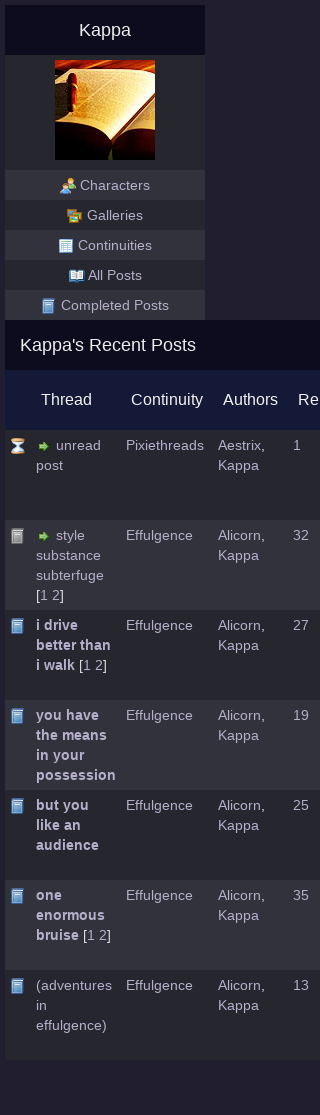 Kappa
Characters
Galleries
Continuities
All Posts
Completed Posts
Kappa's Recent Posts
Thread Continuity Authors Re
unread Pixiethreads Aestrix, 1
post Kappa
style Effulgence Alicorn, 32
substance Kappa
subterfuge
[1 2]
i drive Effulgence Alicorn, 27
better than Kappa
i walk [1 2]
you have Effulgence Alicorn, 19
the means Kappa
in your
possession
but you Effulgence Alicorn, 25
like an Kappa
audience
one Effulgence Alicorn, 35
enormous Kappa
bruise [1 2]
(adventures Effulgence Alicorn, 13
in Kappa
effulgence)